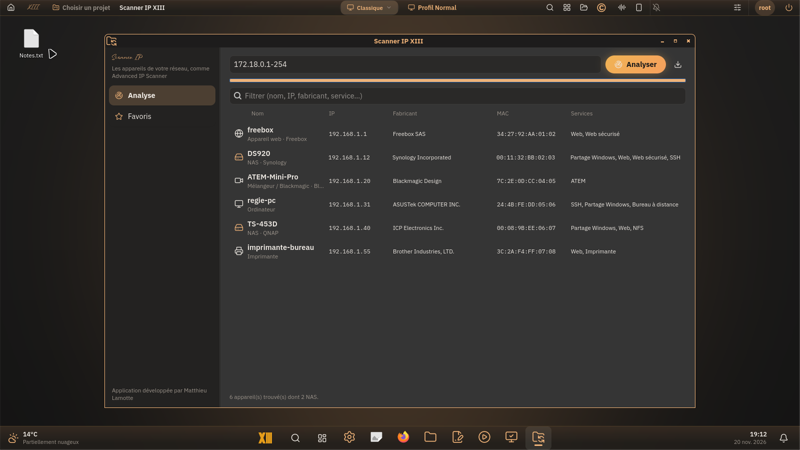 XIII Choisir un projet Scanner IP XIII Classique Profil Normal root
Notes.txt
Scanner IP XIII
Scanner IP
Les appareils de votre réseau, comme
Advanced IP Scanner
Analyse
Favoris
Application développée par Matthieu
Lamotte
172.18.0.1-254
Analyser
Filtrer (nom, IP, fabricant, service...)
Nom IP Fabricant MAC Services
freebox
Appareil web · Freebox
192.168.1.1 Freebox SAS 34:27:92:AA:01:02 Web, Web sécurisé
DS920
NAS · Synology
192.168.1.12 Synology Incorporated 00:11:32:BB:02:03 Partage Windows, Web, Web sécurisé, SSH
ATEM-Mini-Pro
Mélangeur / Blackmagic · Bl...
192.168.1.20 Blackmagic Design 7C:2E:0D:CC:04:05 ATEM
regie-pc
Ordinateur
192.168.1.31 ASUSTek COMPUTER INC. 24:4B:FE:DD:05:06 SSH, Partage Windows, Bureau à distance
TS-453D
NAS · QNAP
192.168.1.40 ICP Electronics Inc. 00:08:9B:EE:06:07 Partage Windows, Web, NFS
imprimante-bureau
Imprimante
192.168.1.55 Brother Industries, LTD. 3C:2A:F4:FF:07:08 Web, Imprimante
6 appareil(s) trouvé(s) dont 2 NAS.
14°C
Partiellement nuageux
XIII
19:12
20 nov. 2026